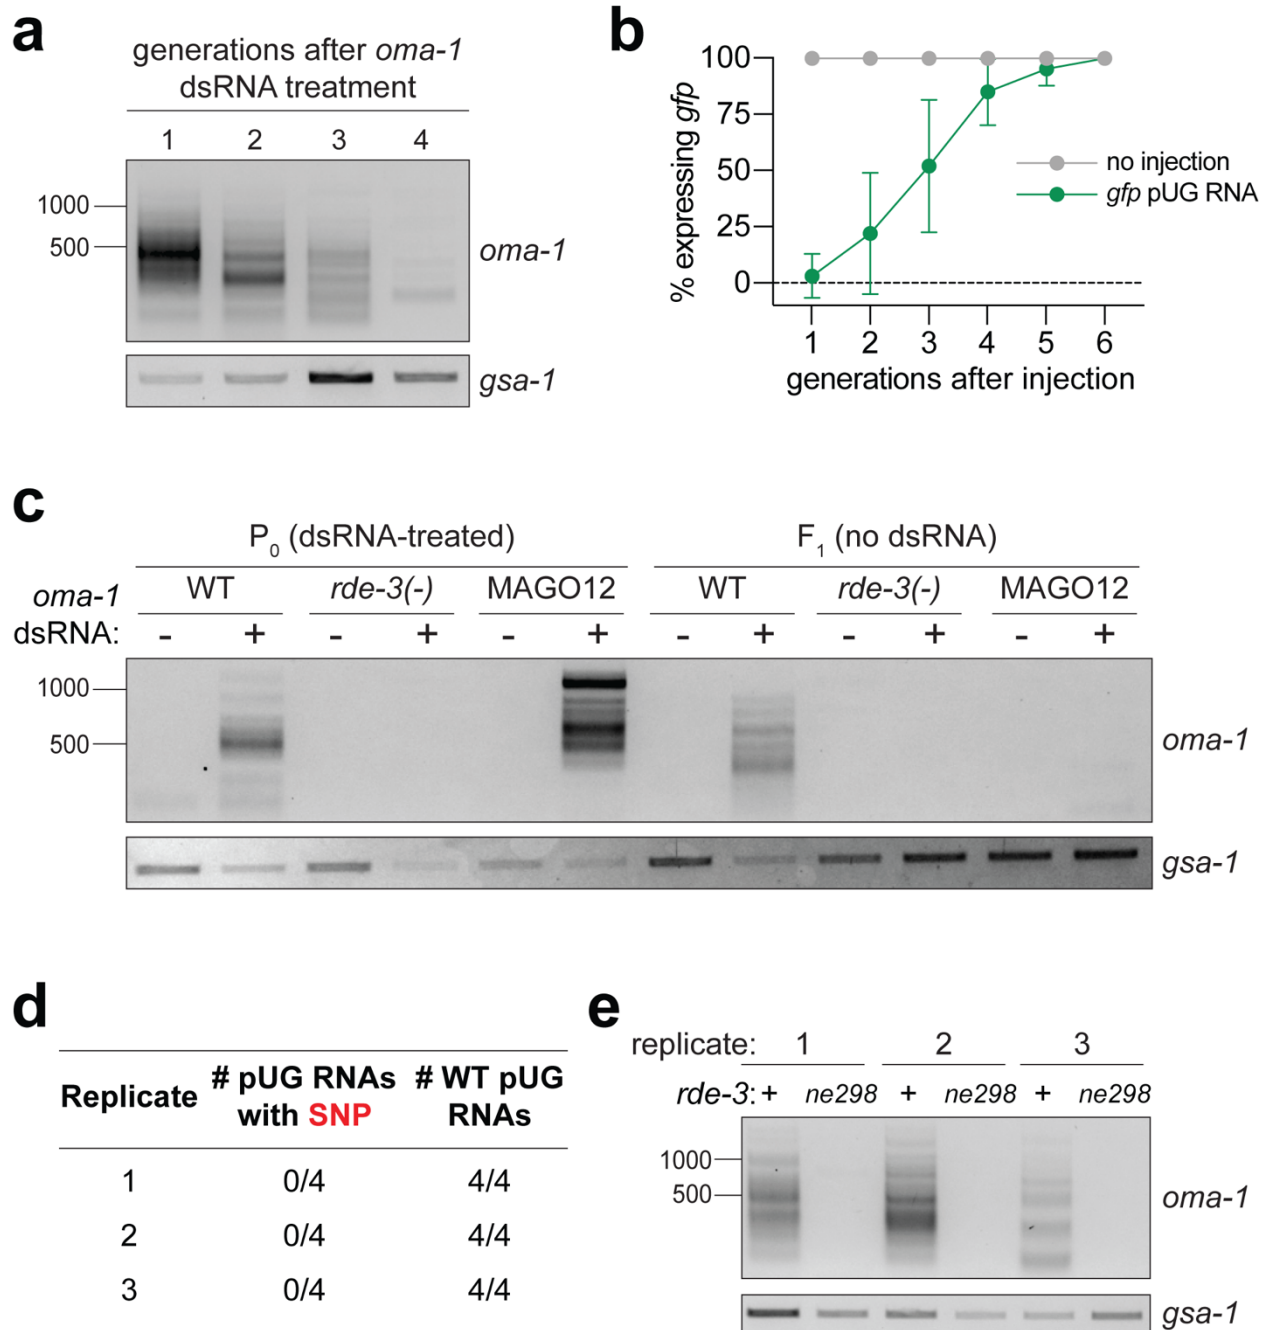 a
generations after oma-1
dsRNA treatment
1 2 3 4
1000
500
oma-1
gsa-1
b
% expressing gfp
100
75
50
25
0
no injection
gfp pUG RNA
1 2 3 4 5 6
generations after injection
c
P0 (dsRNA-treated) F1 (no dsRNA)
WT rde-3(-) MAGO12 WT rde-3(-) MAGO12
oma-1
dsRNA: - + - + - + - + - + - +
1000
500
oma-1
gsa-1
d
Replicate # pUG RNAs with SNP # WT pUG RNAs
1 0/4 4/4
2 0/4 4/4
3 0/4 4/4
e
replicate: 1 2 3
rde-3: + ne298 + ne298 + ne298
1000
500
oma-1
gsa-1